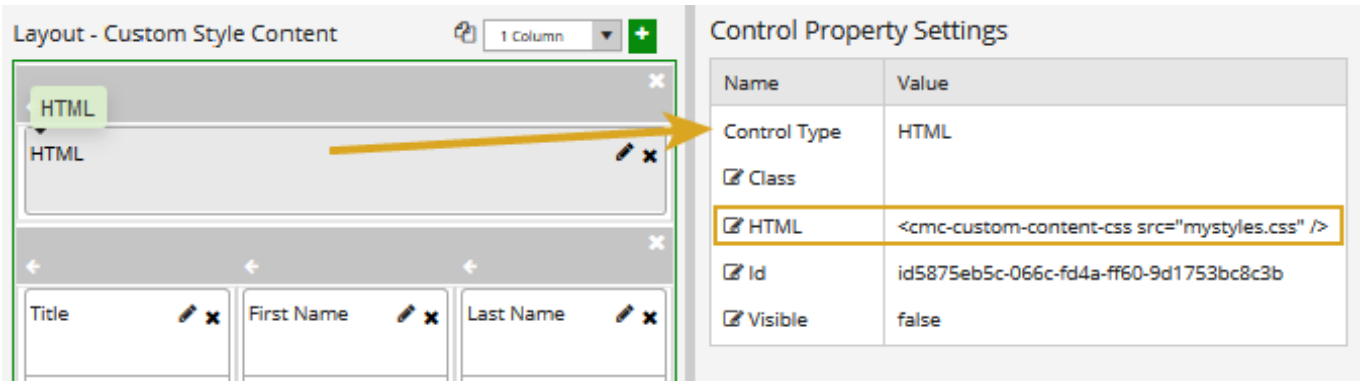 Layout - Custom Style Content
1 Column
HTML
HTML
Title
First Name
Last Name
Control Property Settings
Name Value
Control Type HTML
Class
HTML <cmc-custom-content-css src="mystyles.css" />
Id id5875eb5c-066c-fd4a-ff60-9d1753bc8c3b
Visible false